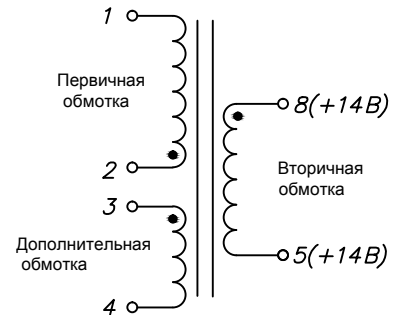 1
Первичная
обмотка
2
3
Дополнительная
обмотка
4
8(+14В)
Вторичная
обмотка
5(+14В)